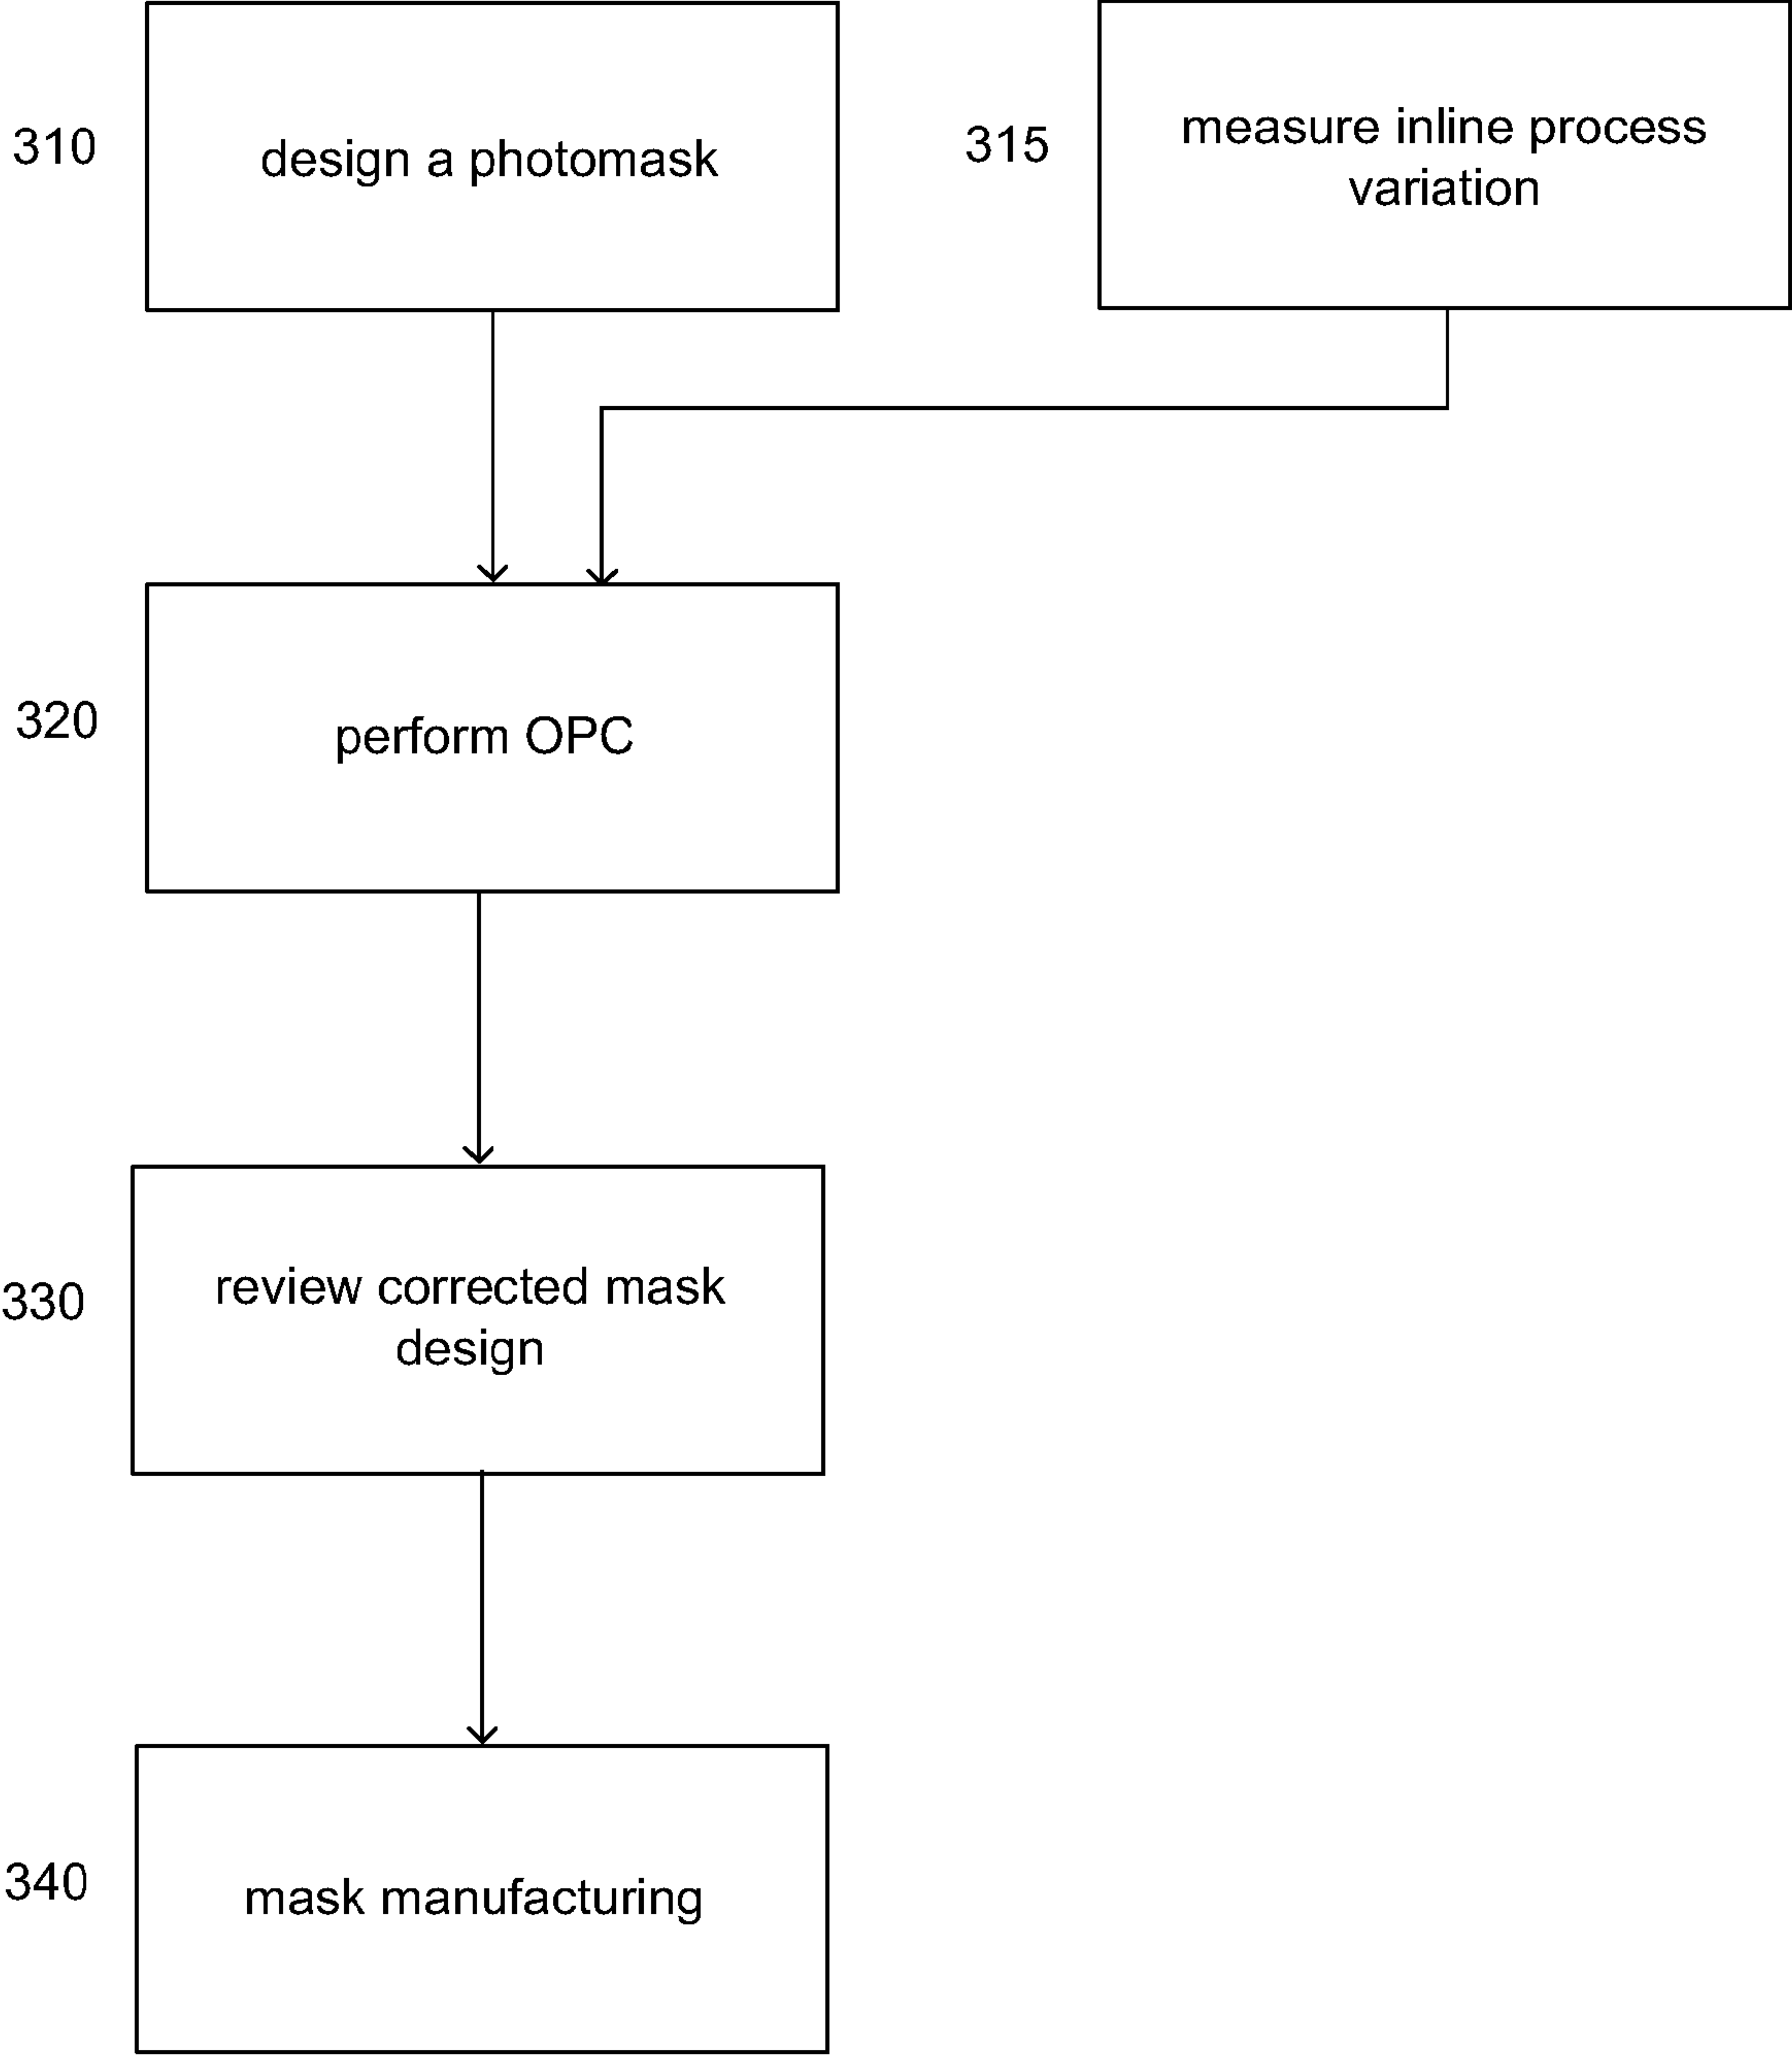 310
design a photomask
315
measure inline process
variation
320
perform OPC
330
review corrected mask
design
340
mask manufacturing